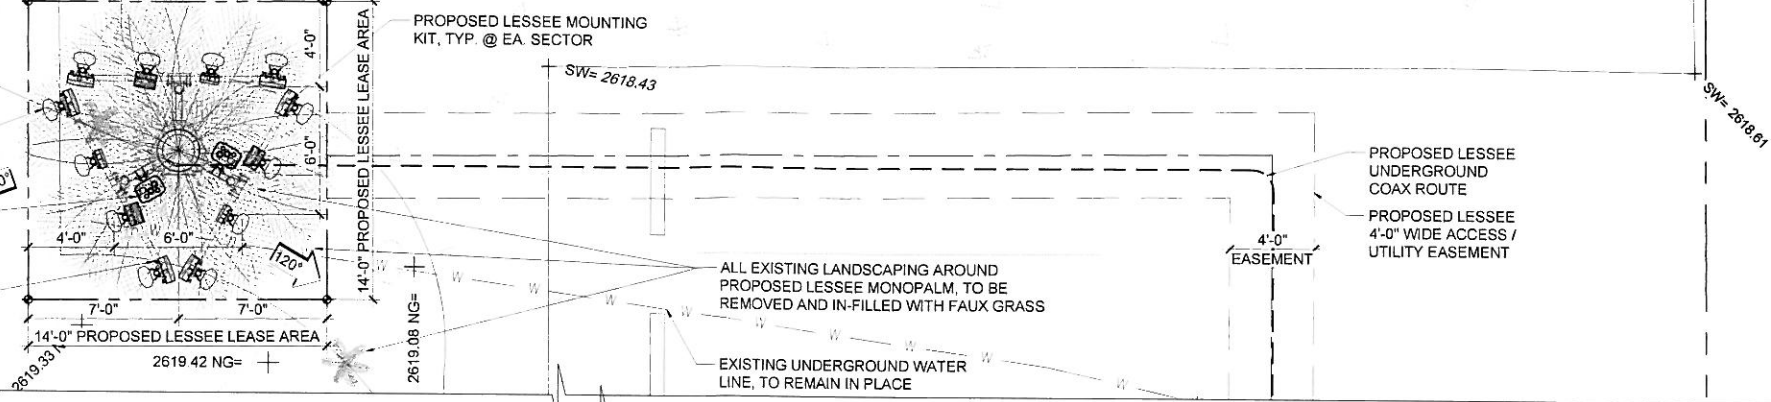 PROPOSED LESSEE MOUNTING
KIT, TYP. @ EA. SECTOR
4'-0"
14'-0" PROPOSED LESSEE LEASE AREA
6'-0"
SW= 2618.43
SW= 2618.61
PROPOSED LESSEE
UNDERGROUND
COAX ROUTE
PROPOSED LESSEE
4'-0" WIDE ACCESS /
UTILITY EASEMENT
4'-0"
EASEMENT
4'-0"
6'-0"
120°
ALL EXISTING LANDSCAPING AROUND
PROPOSED LESSEE MONOPALM, TO BE
REMOVED AND IN-FILLED WITH FAUX GRASS
W W W W W W W W W
7'-0"
7'-0"
14'-0" PROPOSED LESSEE LEASE AREA
2619.33
2619.42 NG=
2619.08 NG=
EXISTING UNDERGROUND WATER
LINE, TO REMAIN IN PLACE